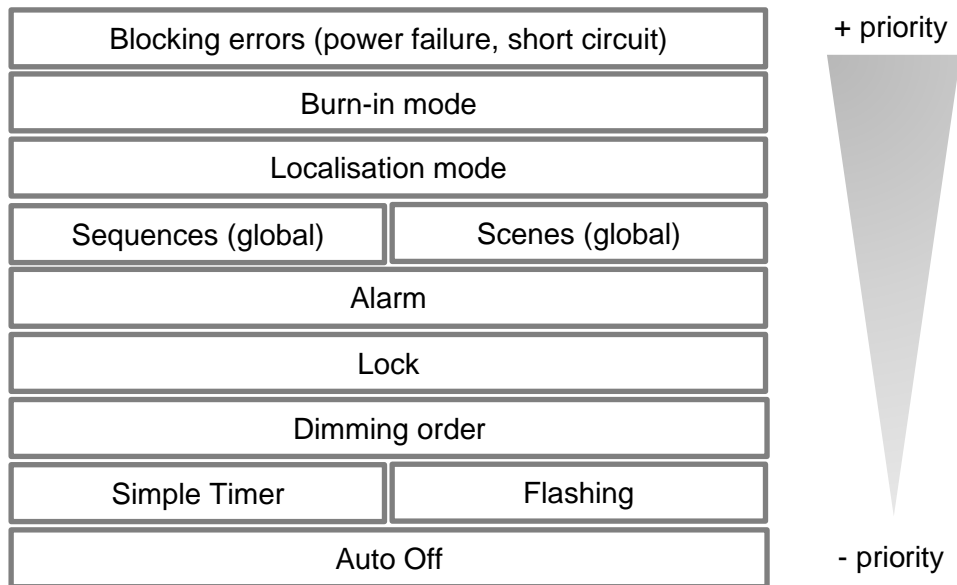 Blocking errors (power failure, short circuit)
+ priority
Burn-in mode
Localisation mode
Sequences (global)
Scenes (global)
Alarm
Lock
Dimming order
Simple Timer
Flashing
Auto Off
- priority